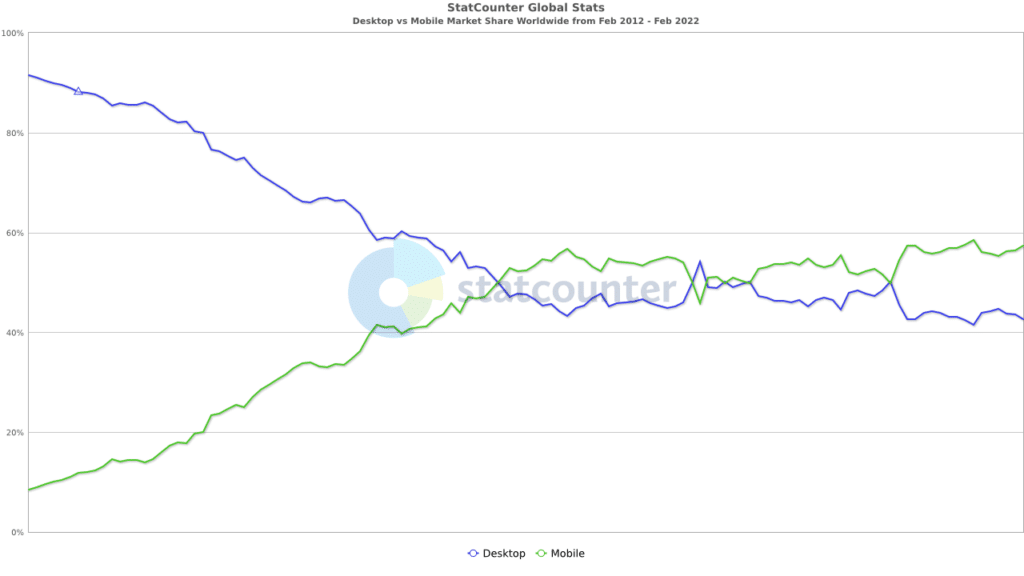 StatCounter Global Stats
Desktop vs Mobile Market Share Worldwide from Feb 2012 - Feb 2022
100%
80%
60%
statcounter
40%
20%
0%
Desktop Mobile